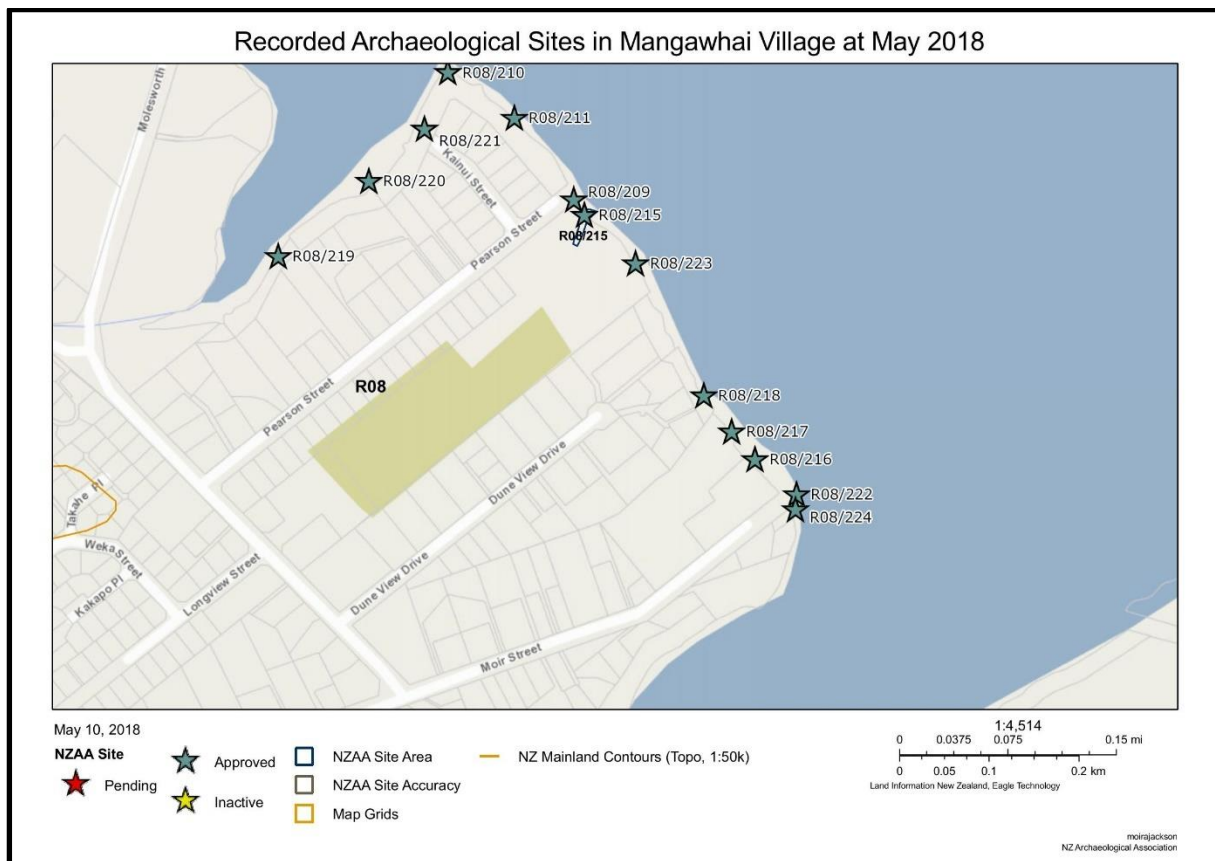 Recorded Archaeological Sites in Mangawhai Village at May 2018
Molesworth
R08/210
R08/211
R08/221
Kainui Street
R08/220
R08/209
R08/215
R08/215
Pearson Street
R08/219
R08/223
R08
Pearson Street
R08/218
R08/217
R08/216
Dune View Drive
R08/222
R08/224
Takahe Pl
Weka Street
Kakapo Pl
Longview Street
Dune View Drive
Moir Street
May 10, 2018
NZAA Site
Pending
Approved
Inactive
NZAA Site Area
NZAA Site Accuracy
Map Grids
NZ Mainland Contours (Topo, 1:50k)
1:4,514
0 0.0375 0.075 0.15 mi
0 0.05 0.1 0.2 km
Land Information New Zealand, Eagle Technology
moirajackson
NZ Archaeological Association